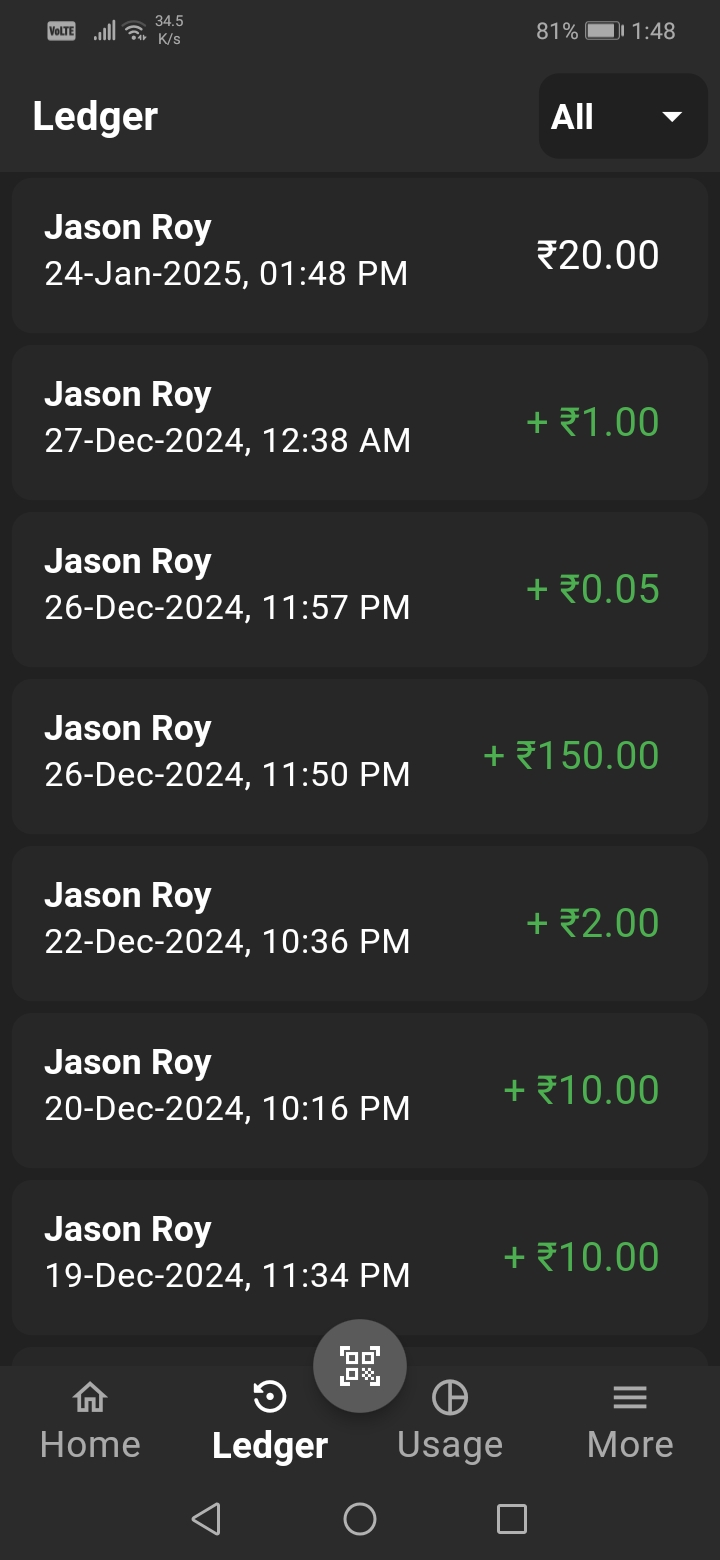 VoLTE 34.5 K/s 81% 1:48
Ledger All
Jason Roy
24-Jan-2025, 01:48 PM ₹20.00
Jason Roy
27-Dec-2024, 12:38 AM + ₹1.00
Jason Roy
26-Dec-2024, 11:57 PM + ₹0.05
Jason Roy
26-Dec-2024, 11:50 PM + ₹150.00
Jason Roy
22-Dec-2024, 10:36 PM + ₹2.00
Jason Roy
20-Dec-2024, 10:16 PM + ₹10.00
Jason Roy
19-Dec-2024, 11:34 PM + ₹10.00
Home Ledger Usage More